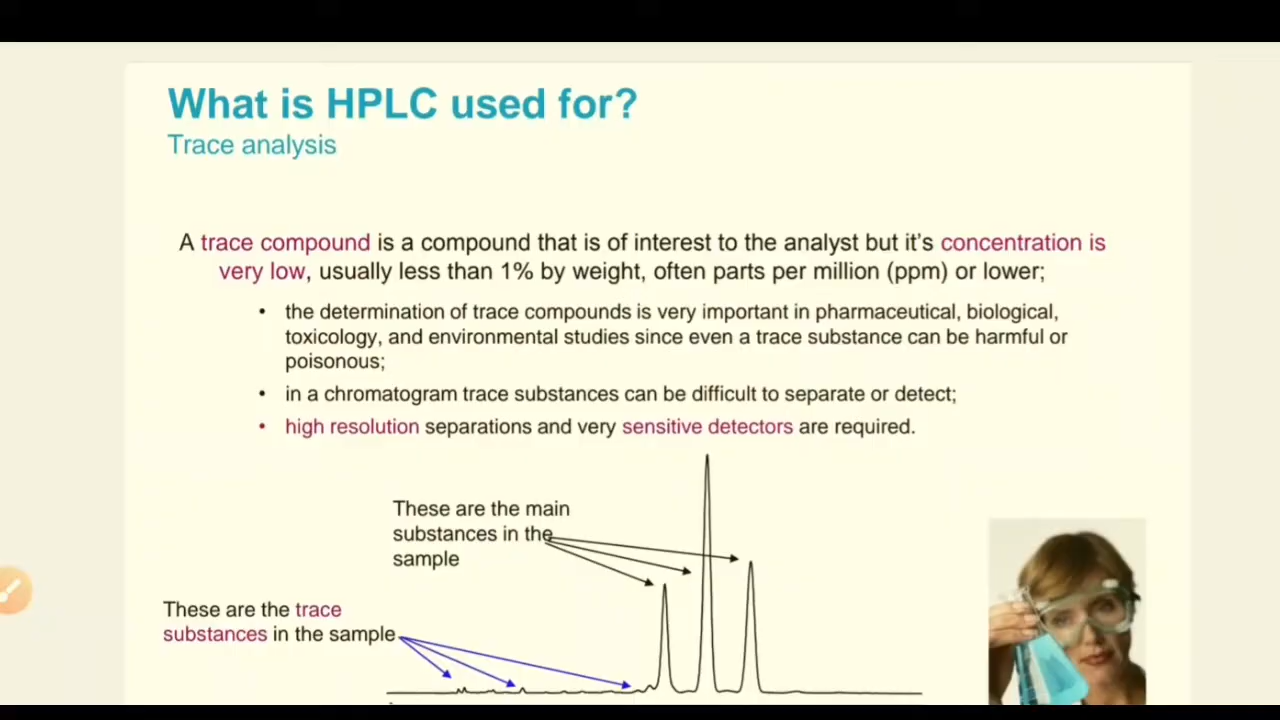 What is HPLC used for?
Trace analysis
A trace compound is a compound that is of interest to the analyst but it's concentration is
very low, usually less than 1% by weight, often parts per million (ppm) or lower;
• the determination of trace compounds is very important in pharmaceutical, biological,
toxicology, and environmental studies since even a trace substance can be harmful or
poisonous;
• in a chromatogram trace substances can be difficult to separate or detect;
• high resolution separations and very sensitive detectors are required.
These are the main
substances in the
sample
These are the trace
substances in the sample